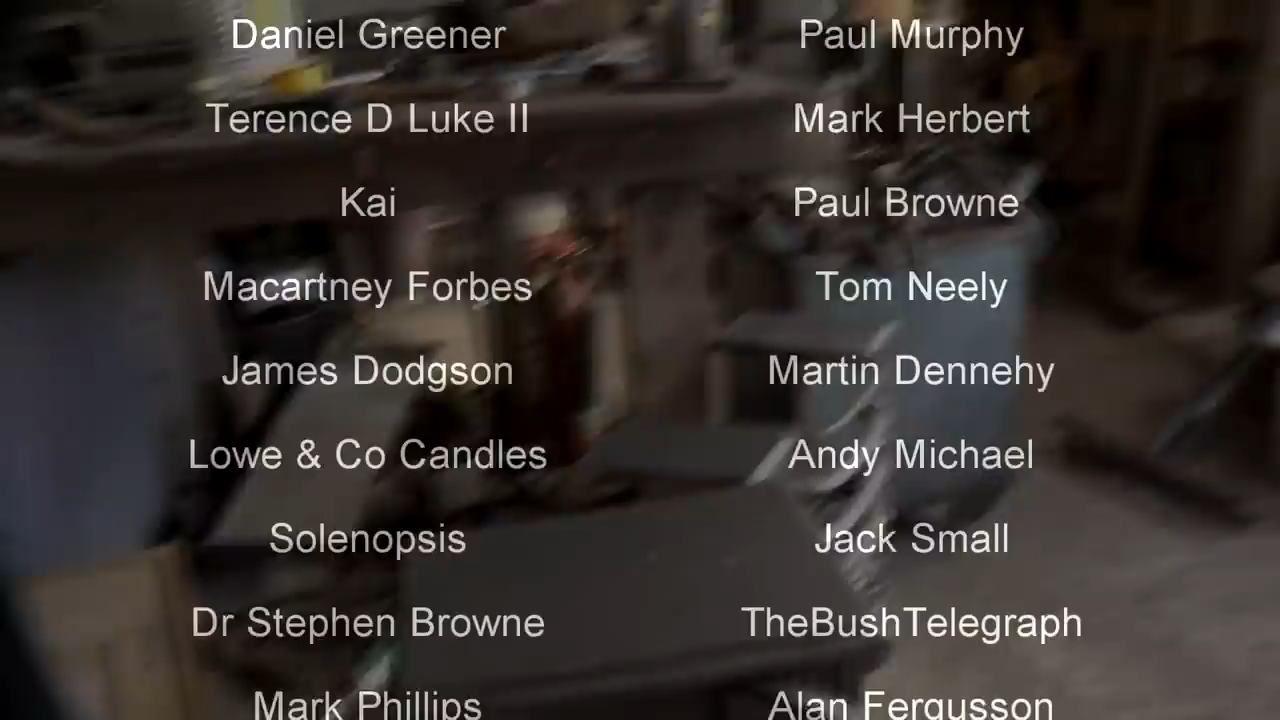 Daniel Greener
Paul Murphy
Terence D Luke II
Mark Herbert
Kai
Paul Browne
Macartney Forbes
Tom Neely
James Dodgson
Martin Dennehy
Lowe & Co Candles
Andy Michael
Solenopsis
Jack Small
Dr Stephen Browne
TheBushTelegraph
Mark Phillips
Alan Fergusson